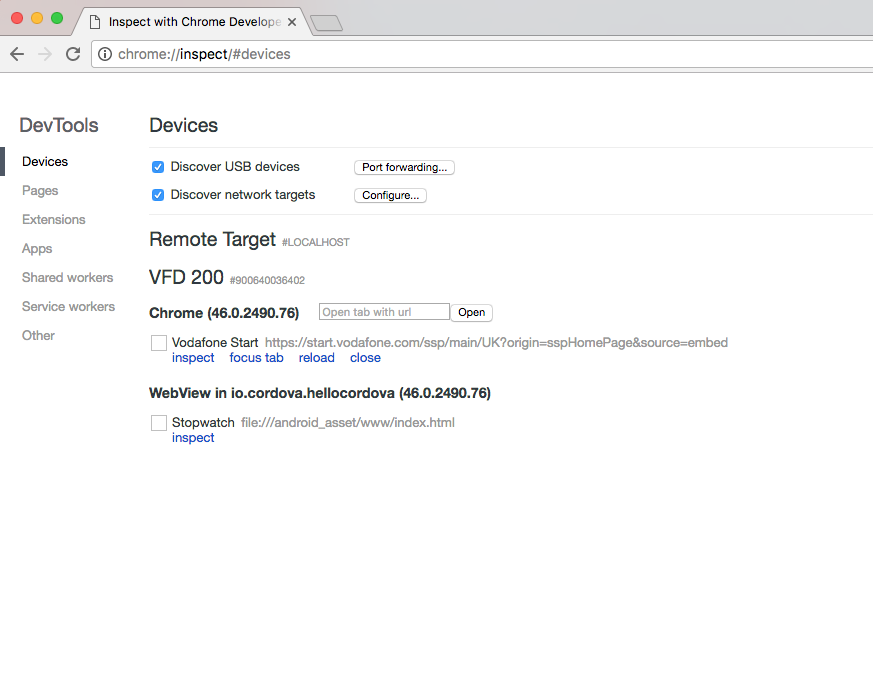 Inspect with Chrome Develope
chrome://inspect/#devices
DevTools
Devices
Pages
Extensions
Apps
Shared workers
Service workers
Other
Devices
Discover USB devices Port forwarding...
Discover network targets Configure...
Remote Target #LOCALHOST
VFD 200 #900640036402
Chrome (46.0.2490.76) Open tab with url Open
Vodafone Start https://start.vodafone.com/ssp/main/UK?origin=sspHomePage&source=embed
inspect focus tab reload close
WebView in io.cordova.hellocordova (46.0.2490.76)
Stopwatch file:///android_asset/www/index.html
inspect